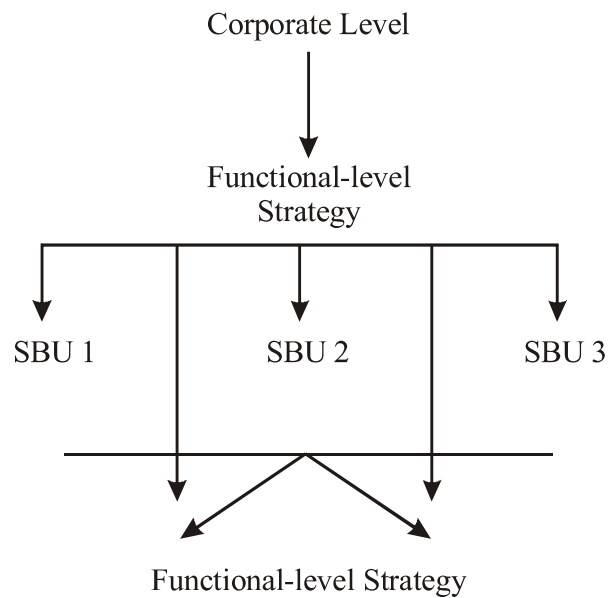 Corporate Level
Functional-level
Strategy
SBU 1
SBU 2
SBU 3
Functional-level Strategy